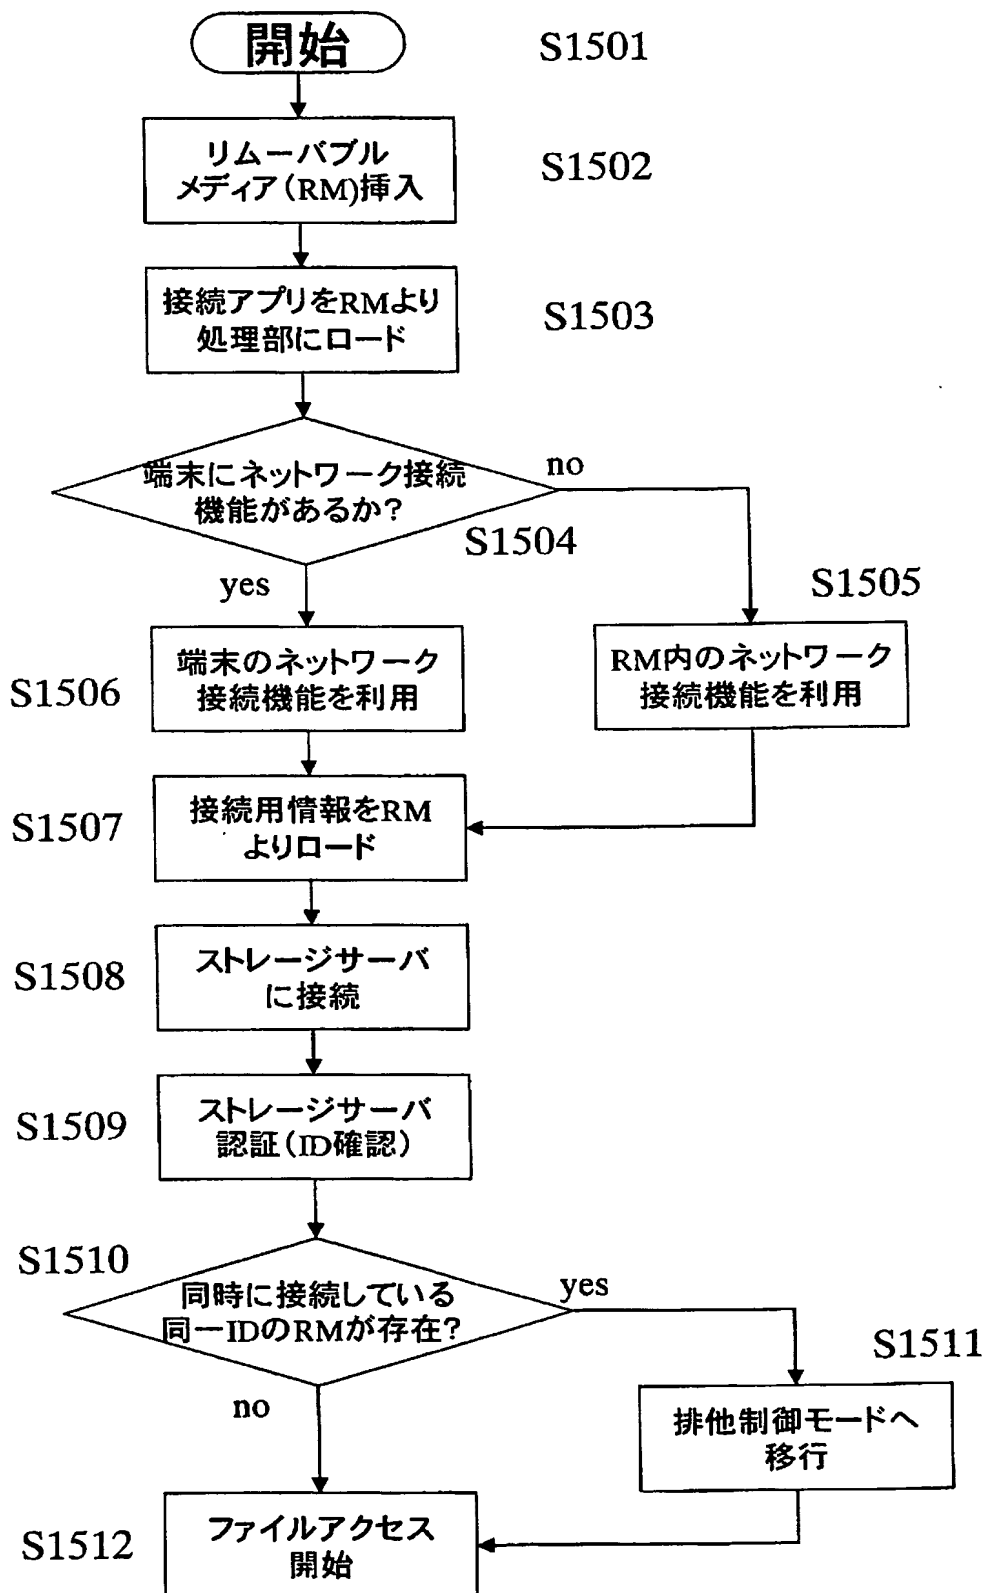 開始
S1501
リムーバブル
メディア(RM)挿入
S1502
接続アプリをRMより
処理部にロード
S1503
端末にネットワーク接続
機能があるか?
no
S1504
yes
S1505
端末のネットワーク
接続機能を利用
S1506
RM内のネットワーク
接続機能を利用
接続用情報をRM
よりロード
S1507
ストレージサーバ
に接続
S1508
ストレージサーバ
認証(ID確認)
S1509
S1510
同時に接続している
同一IDのRMが存在?
yes
no
S1511
排他制御モードへ
移行
ファイルアクセス
開始
S1512